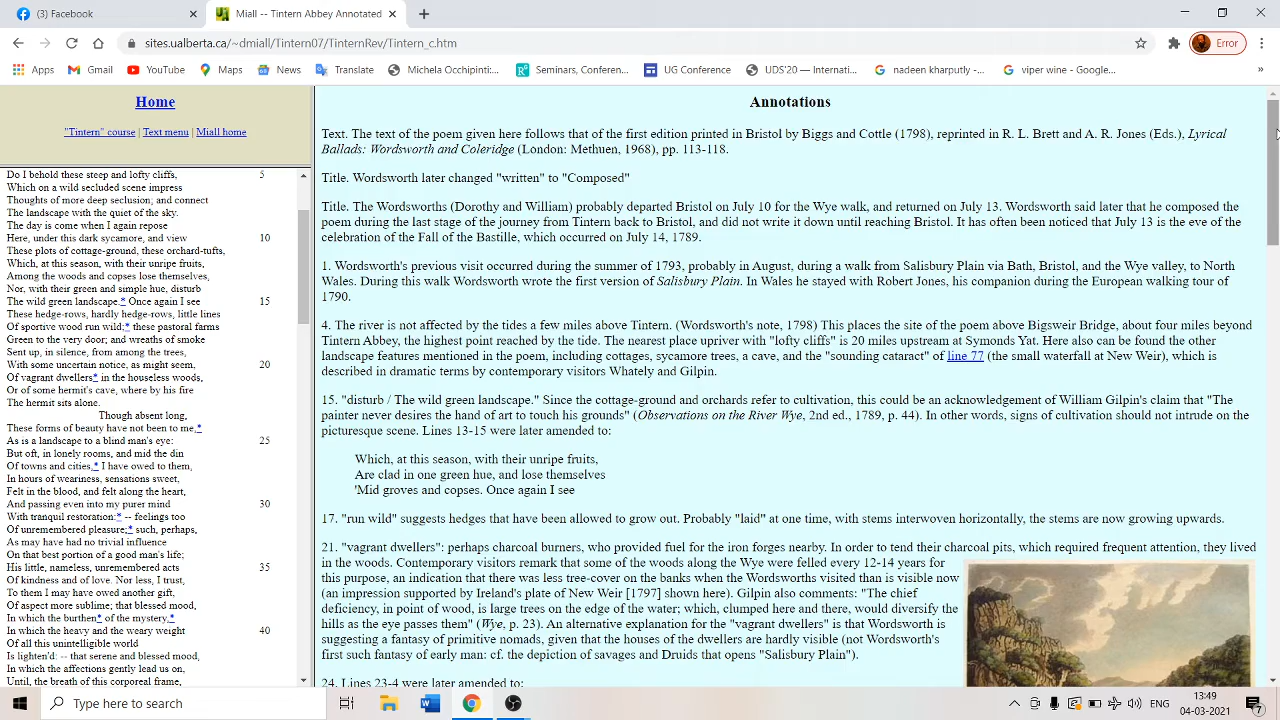 (3) Facebook
Miall -- Tintern Abbey Annotated
sites.ualberta.ca/~dmiall/Tintern07/TinternRev/Tintern_c.htm
Error
Apps
Gmail
YouTube
Maps
News
Translate
Michela Occhipinti...
Seminars, Conferen...
UG Conference
UDS'20 — Internati...
nadeen kharputly -...
viper wine - Google...
»
Home
"Tintern" course | Text menu | Miall home
Do I behold these steep and lofty cliffs, 5
Which on a wild secluded scene impress
Thoughts of more deep seclusion; and connect
The landscape with the quiet of the sky.
The day is come when I again repose
Here, under this dark sycamore, and view 10
These plots of cottage-ground, these orchard-tufts,
Which, at this season, with their unripe fruits,
Among the woods and copses lose themselves,
Nor, with their green and simple hue, disturb
The wild green landscape.* Once again I see 15
These hedge-rows, hardly hedge-rows, little lines
Of sportive wood run wild;* these pastoral farms
Green to the very door; and wreaths of smoke
Sent up, in silence, from among the trees,
With some uncertain notice, as might seem, 20
Of vagrant dwellers* in the houseless woods,
Or of some hermit's cave, where by his fire
The hermit sits alone.
Though absent long,
These forms of beauty have not been to me,*
As is a landscape to a blind man's eye: 25
But oft, in lonely rooms, and mid the din
Of towns and cities,* I have owed to them,
In hours of weariness, sensations sweet,
Felt in the blood, and felt along the heart,
And passing even into my purer mind 30
With tranquil restoration:* -- feelings too
Of unremembered pleasure;* such, perhaps,
As may have had no trivial influence
On that best portion of a good man's life;
His little, nameless, unremembered acts 35
Of kindness and of love. Nor less, I trust,
To them I may have owed another gift,
Of aspect more sublime; that blessed mood,
In which the burthen* of the mystery,*
In which the heavy and the weary weight 40
Of all this unintelligible world
Is lighten'd: -- that serene and blessed mood,
In which the affections gently lead us on,
Until, the breath of this corporeal frame,
Annotations
Text. The text of the poem given here follows that of the first edition printed in Bristol by Biggs and Cottle (1798), reprinted in R. L. Brett and A. R. Jones (Eds.), Lyrical
Ballads: Wordsworth and Coleridge (London: Methuen, 1968), pp. 113-118.
Title. Wordsworth later changed "written" to "Composed"
Title. The Wordsworths (Dorothy and William) probably departed Bristol on July 10 for the Wye walk, and returned on July 13. Wordsworth said later that he composed the
poem during the last stage of the journey from Tintern back to Bristol, and did not write it down until reaching Bristol. It has often been noticed that July 13 is the eve of the
celebration of the Fall of the Bastille, which occurred on July 14, 1789.
1. Wordsworth's previous visit occurred during the summer of 1793, probably in August, during a walk from Salisbury Plain via Bath, Bristol, and the Wye valley, to North
Wales. During this walk Wordsworth wrote the first version of Salisbury Plain. In Wales he stayed with Robert Jones, his companion during the European walking tour of
1790.
4. The river is not affected by the tides a few miles above Tintern. (Wordsworth's note, 1798) This places the site of the poem above Bigsweir Bridge, about four miles beyond
Tintern Abbey, the highest point reached by the tide. The nearest place upriver with "lofty cliffs" is 20 miles upstream at Symonds Yat. Here also can be found the other
landscape features mentioned in the poem, including cottages, sycamore trees, a cave, and the "sounding cataract" of line 77 (the small waterfall at New Weir), which is
described in dramatic terms by contemporary visitors Whately and Gilpin.
15. "disturb / The wild green landscape." Since the cottage-ground and orchards refer to cultivation, this could be an acknowledgement of William Gilpin's claim that "The
painter never desires the hand of art to touch his grounds" (Observations on the River Wye, 2nd ed., 1789, p. 44). In other words, signs of cultivation should not intrude on the
picturesque scene. Lines 13-15 were later amended to:
Which, at this season, with their unripe fruits,
Are clad in one green hue, and lose themselves
'Mid groves and copses. Once again I see
17. "run wild" suggests hedges that have been allowed to grow out. Probably "laid" at one time, with stems interwoven horizontally, the stems are now growing upwards.
21. "vagrant dwellers": perhaps charcoal burners, who provided fuel for the iron forges nearby. In order to tend their charcoal pits, which required frequent attention, they lived
in the woods. Contemporary visitors remark that some of the woods along the Wye were felled every 12-14 years for
this purpose, an indication that there was less tree-cover on the banks when the Wordsworths visited than is visible now
(an impression supported by Ireland's plate of New Weir [1797] shown here). Gilpin also comments: "The chief
deficiency, in point of wood, is large trees on the edge of the water; which, clumped here and there, would diversify the
hills as the eye passes them" (Wye, p. 23). An alternative explanation for the "vagrant dwellers" is that Wordsworth is
suggesting a fantasy of primitive nomads, given that the houses of the dwellers are hardly visible (not Wordsworth's
first such fantasy of early man: cf. the depiction of savages and Druids that opens "Salisbury Plain").
24. Lines 23-4 were later amended to:
Type here to search
ENG
13:49
04-03-2021
7